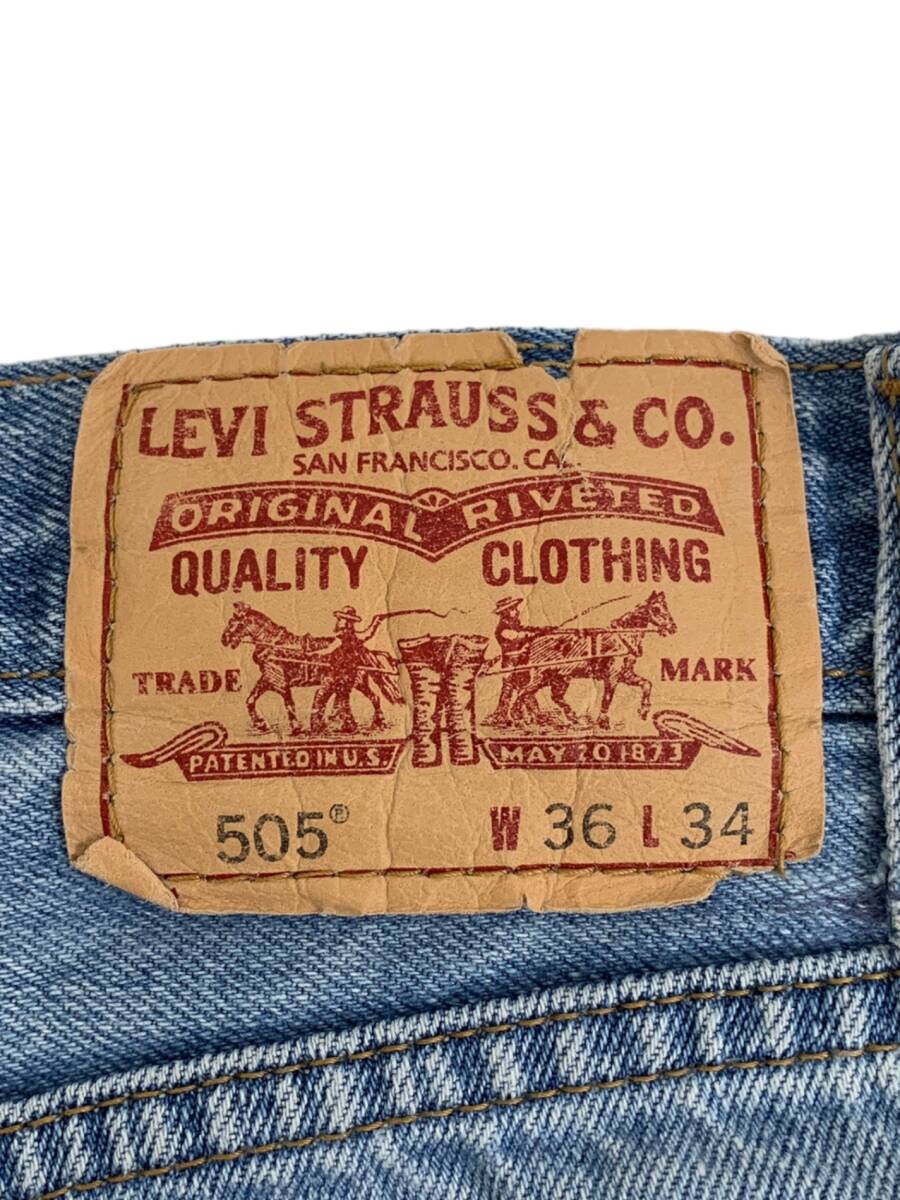 LEVI STRAUSS & CO.
SAN FRANCISCO. CAL.
ORIGINAL RIVETED
QUALITY CLOTHING
TRADE MARK
PATENTED IN U.S. MAY 20 1873
505® W 36 L 34